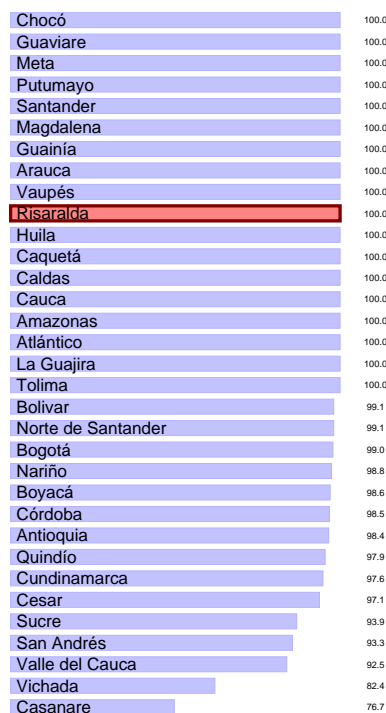 Chocó 100.0
Guaviare 100.0
Meta 100.0
Putumayo 100.0
Santander 100.0
Magdalena 100.0
Guainía 100.0
Arauca 100.0
Vaupés 100.0
Risaralda 100.0
Huila 100.0
Caquetá 100.0
Caldas 100.0
Cauca 100.0
Amazonas 100.0
Atlántico 100.0
La Guajira 100.0
Tolima 100.0
Bolivar 99.1
Norte de Santander 99.1
Bogotá 99.0
Nariño 98.8
Boyacá 98.6
Córdoba 98.5
Antioquia 98.4
Quindío 97.9
Cundinamarca 97.6
Cesar 97.1
Sucre 93.9
San Andrés 93.3
Valle del Cauca 92.5
Vichada 82.4
Casanare 76.7